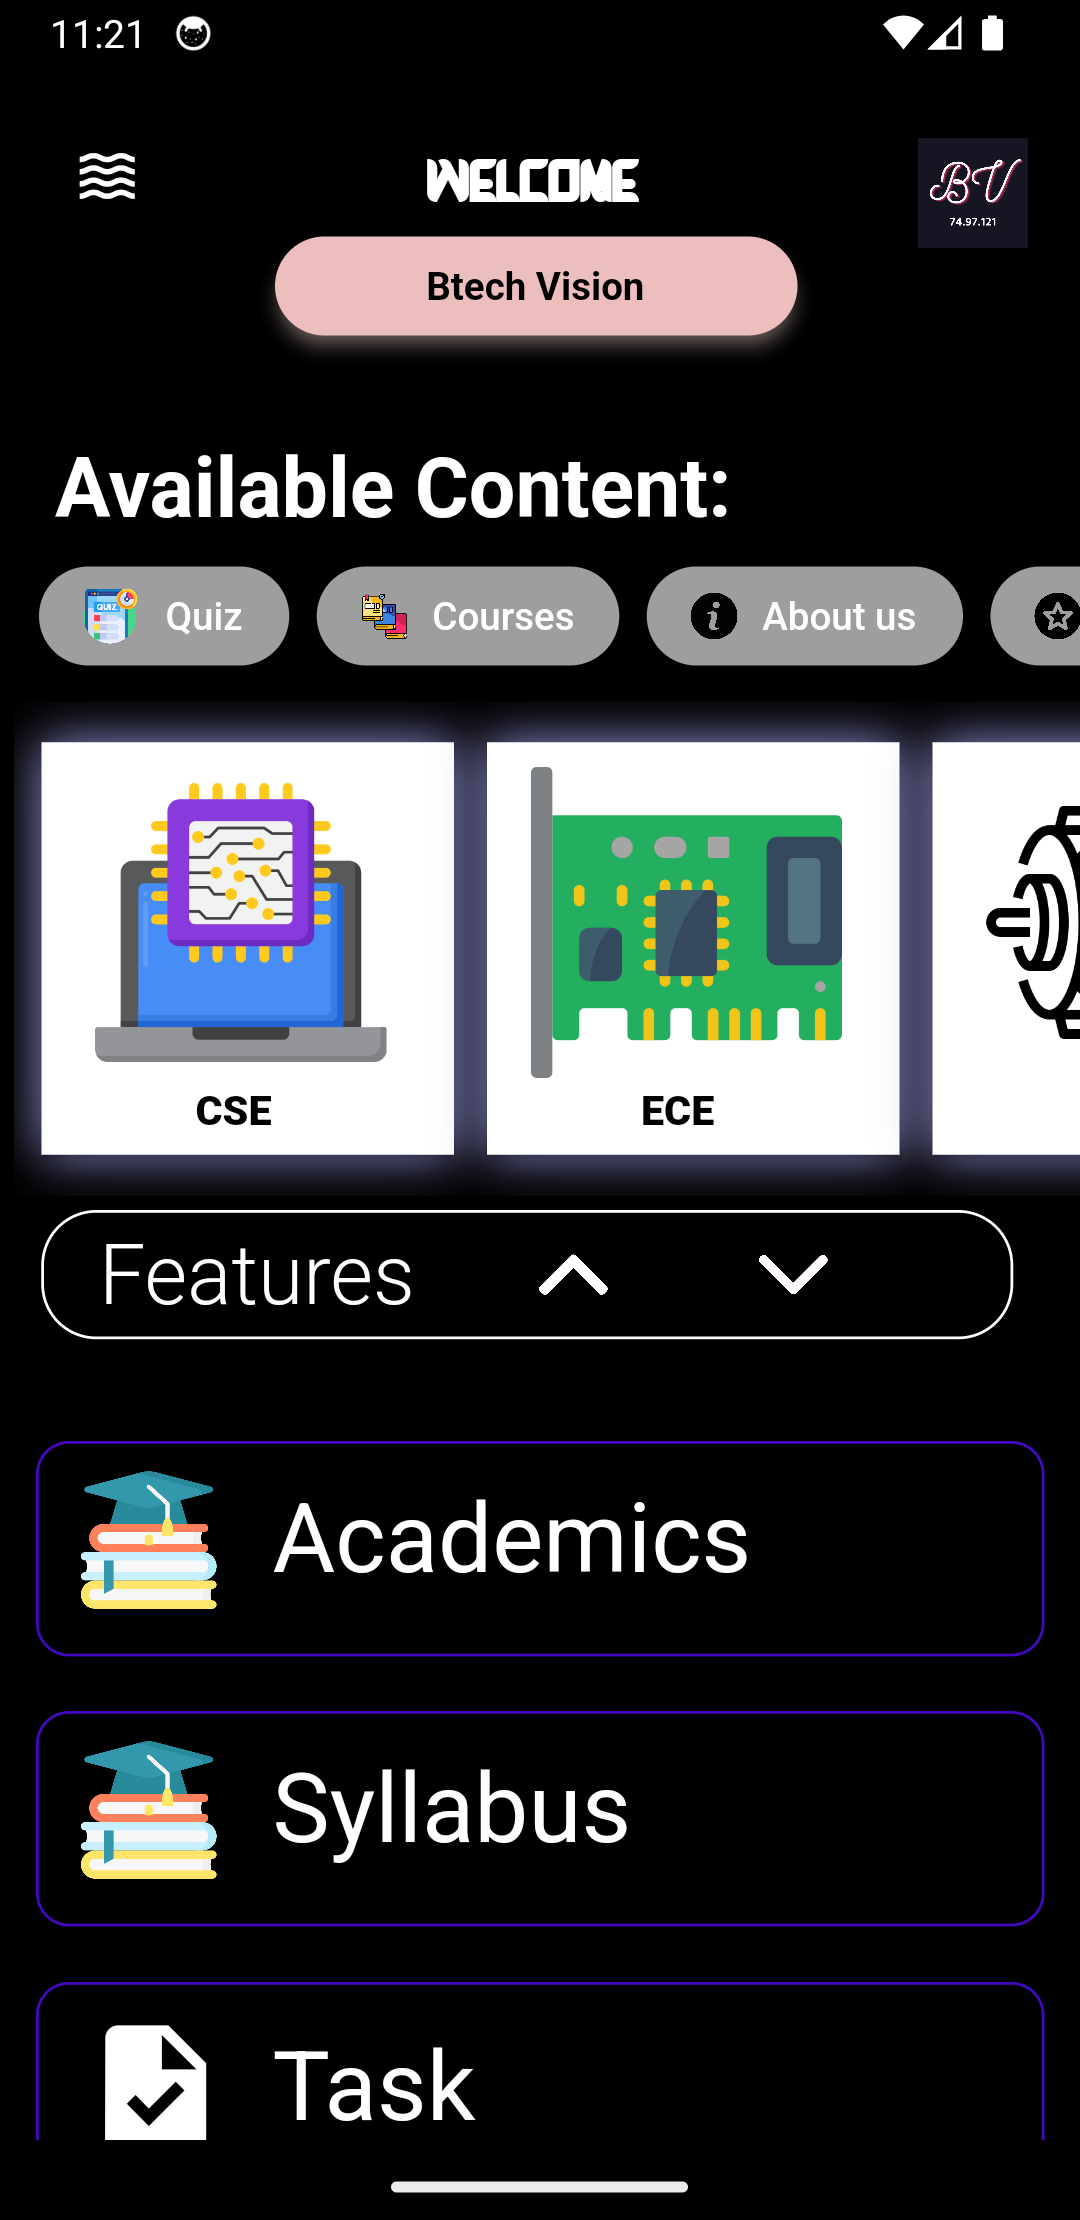 11:21
WELCOME
BV
74.97.121
Btech Vision
Available Content:
QUIZ
Quiz
Courses
About us
CSE
ECE
Features
Academics
Syllabus
Task